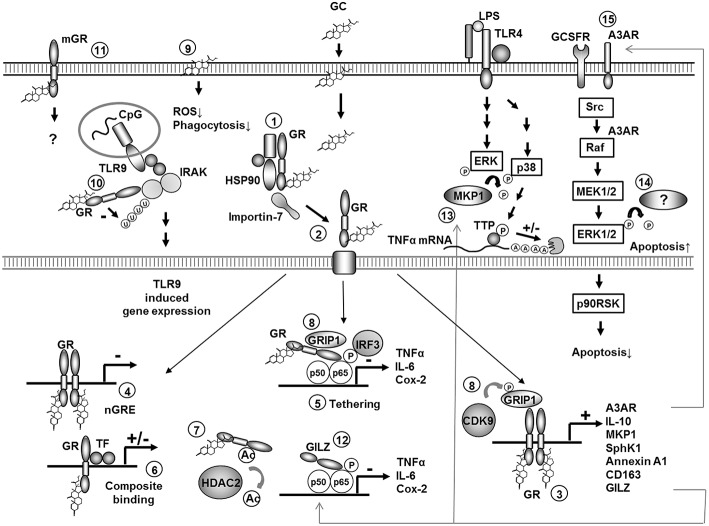 GC
mGR
11
9
LPS
TLR4
GCSFR
15
A3AR
?
ROS↓
Phagocytosis↓
CpG
TLR9
IRAK
10
GR
-
U U U U
1
GR
HSP90
Importin-7
2
GR
P
ERK
P
p38
MKP1
P
P
13
TTP
P
+/-
TNFα mRNA
A A A A
Src
A3AR
Raf
MEK1/2
14
?
ERK1/2
P
P
Apoptosis↑
p90RSK
Apoptosis↓
TLR9
induced
gene expression
GR
-
4
nGRE
8
GR
GRIP1
IRF3
P
p50
p65
-
TNFα
IL-6
Cox-2
5 Tethering
8
P
GRIP1
CDK9
+
GR
3
A3AR
IL-10
MKP1
SphK1
Annexin A1
CD163
GILZ
GR
TF
+/-
6
Composite
binding
7
Ac
HDAC2
Ac
12
GILZ
P
p50
p65
-
TNFα
IL-6
Cox-2